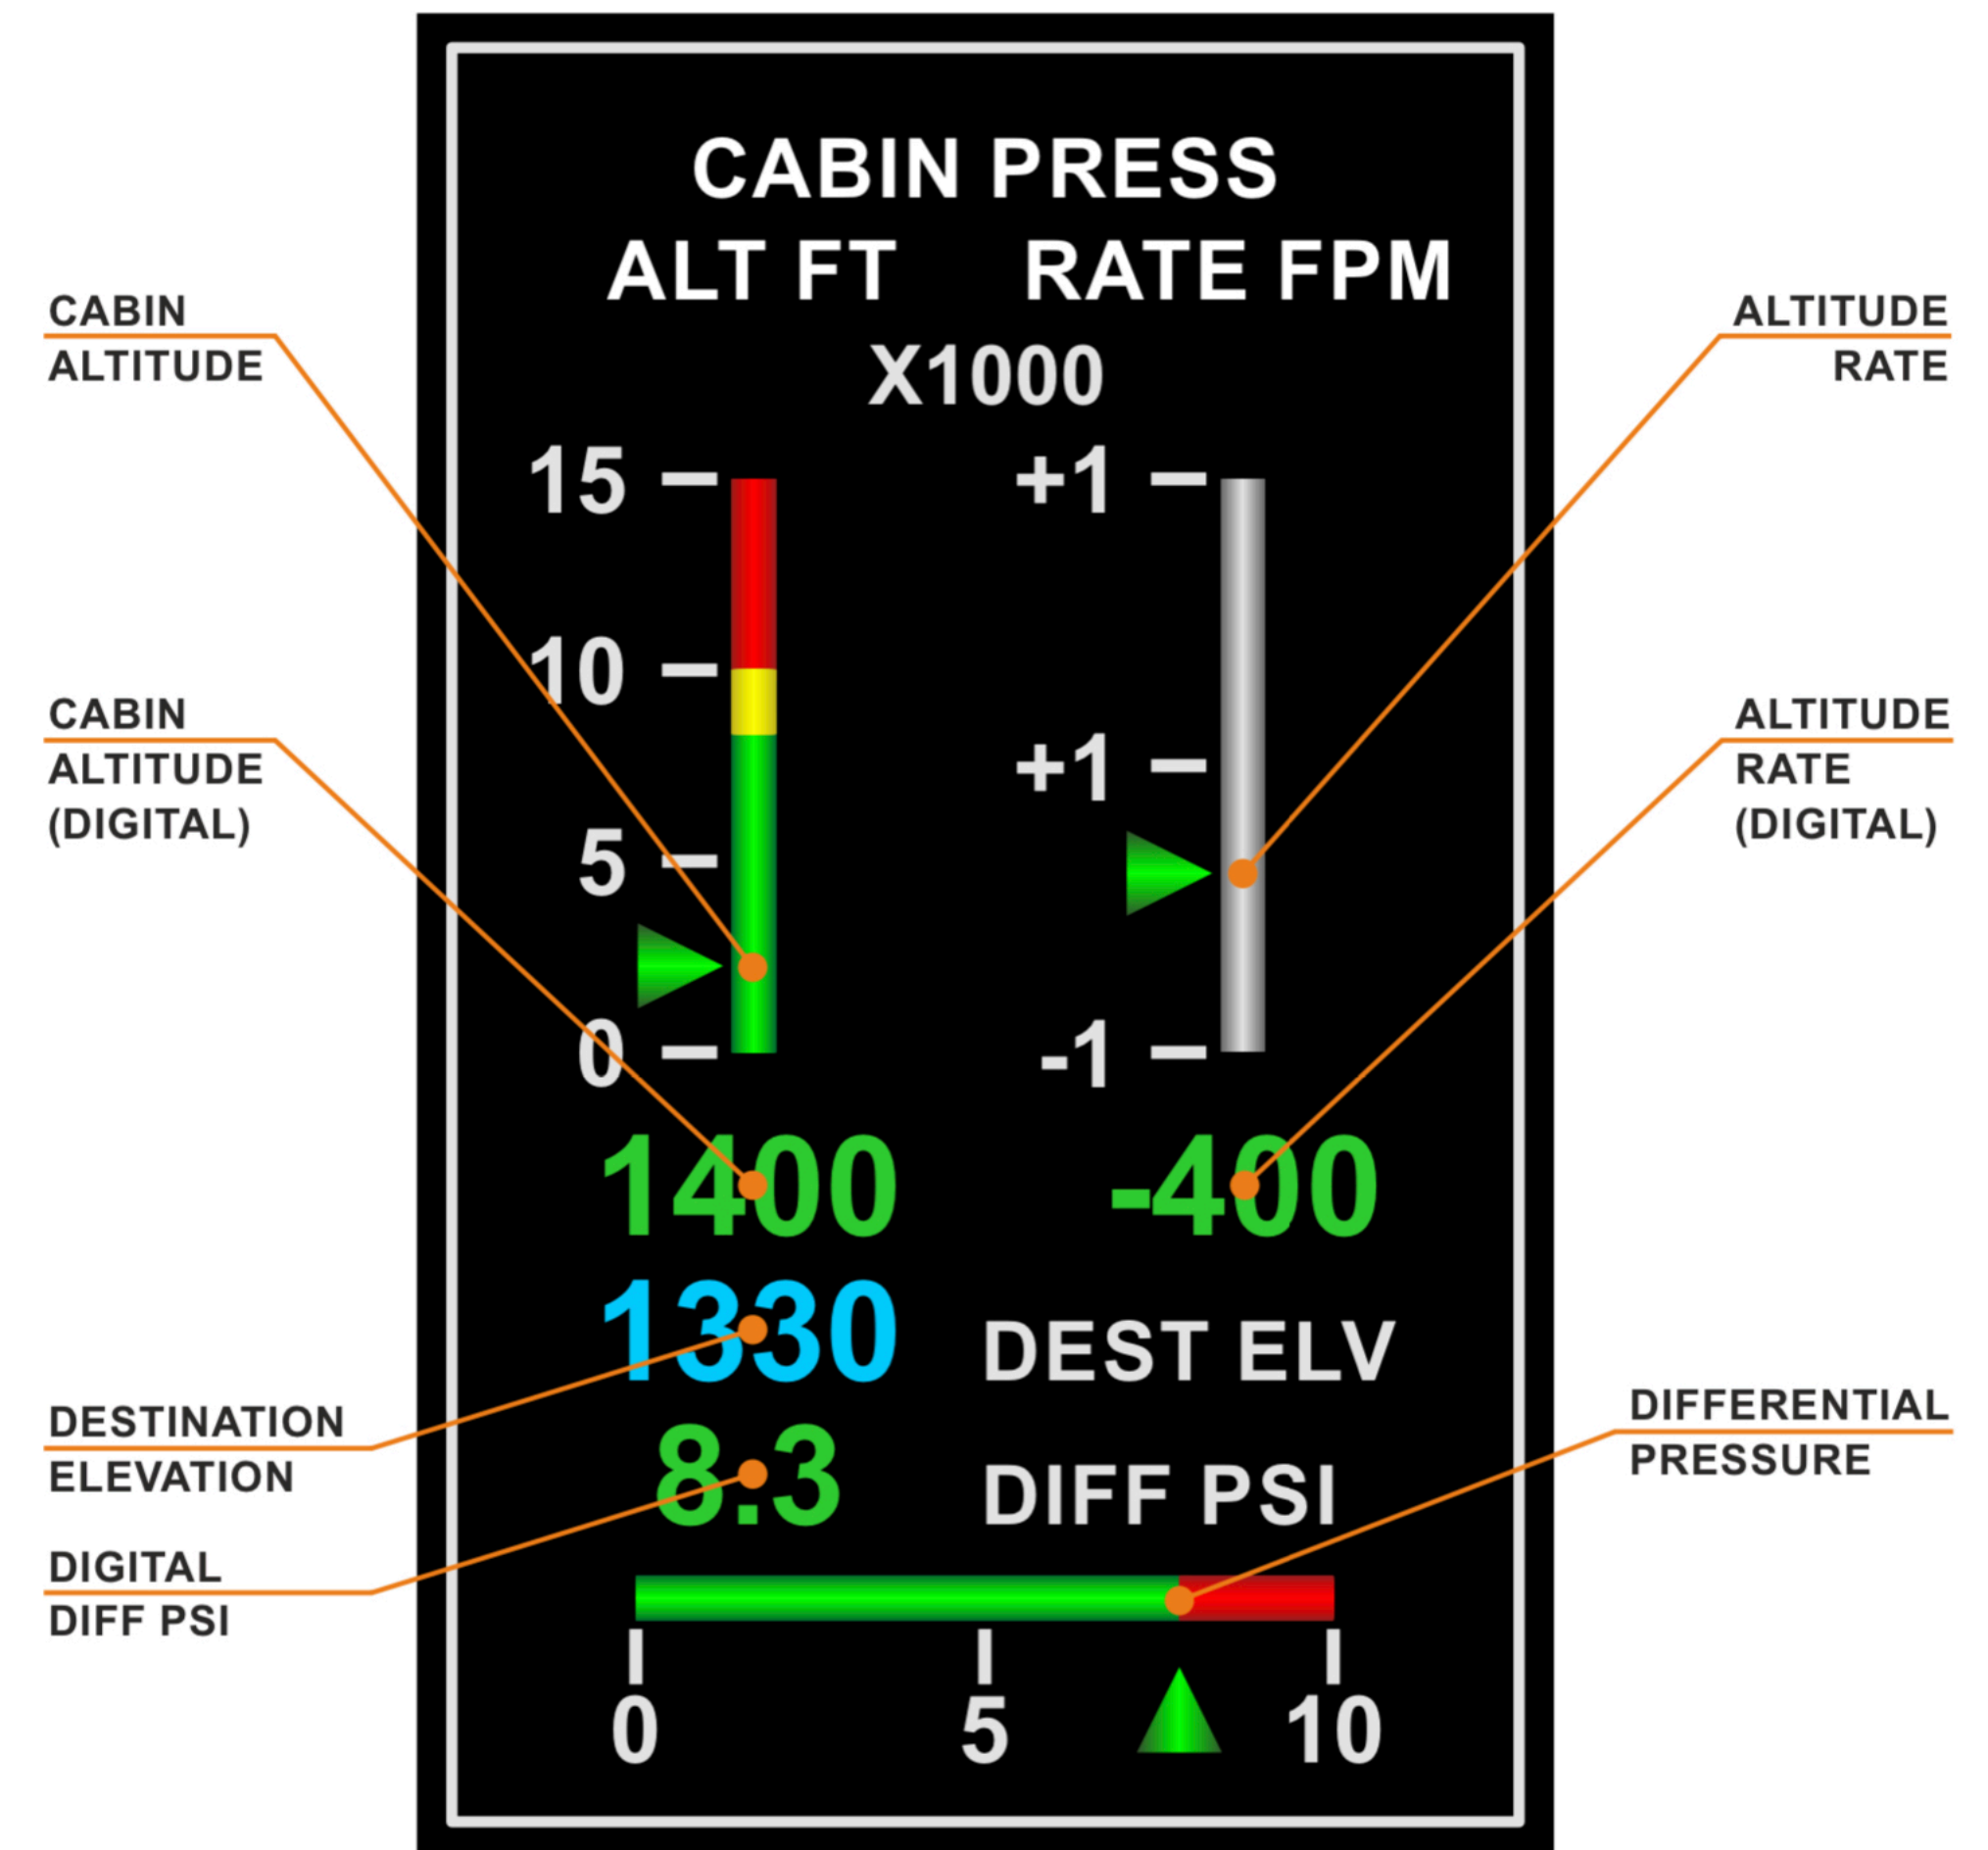 CABIN PRESS
ALT FT RATE FPM
X1000
CABIN
ALTITUDE
ALTITUDE
RATE
15
10
5
0
+1
+1
-1
CABIN
ALTITUDE
(DIGITAL)
ALTITUDE
RATE
(DIGITAL)
1400 -400
1330 DEST ELV
8.3 DIFF PSI
DESTINATION
ELEVATION
DIGITAL
DIFF PSI
DIFFERENTIAL
PRESSURE
0 5 10